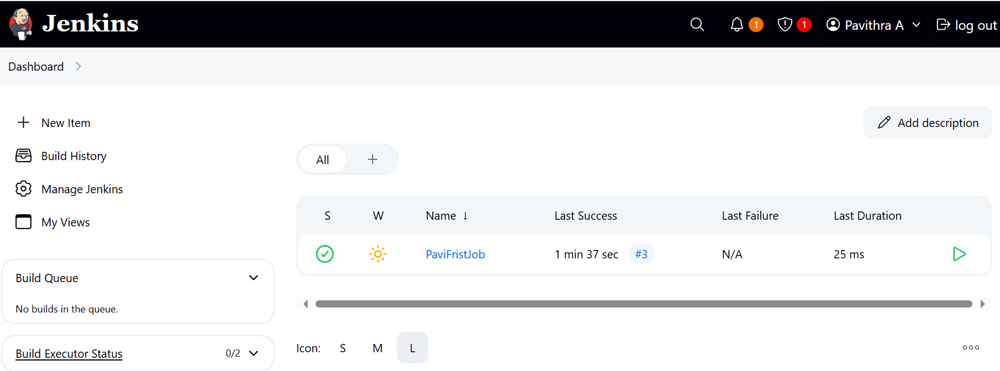 Jenkins
1
1
Pavithra A
log out
Dashboard
New Item
Build History
Manage Jenkins
My Views
Build Queue
No builds in the queue.
Build Executor Status
0/2
Add description
All
S W Name ↓ Last Success Last Failure Last Duration
PaviFristJob 1 min 37 sec #3 N/A 25 ms
Icon: S M L